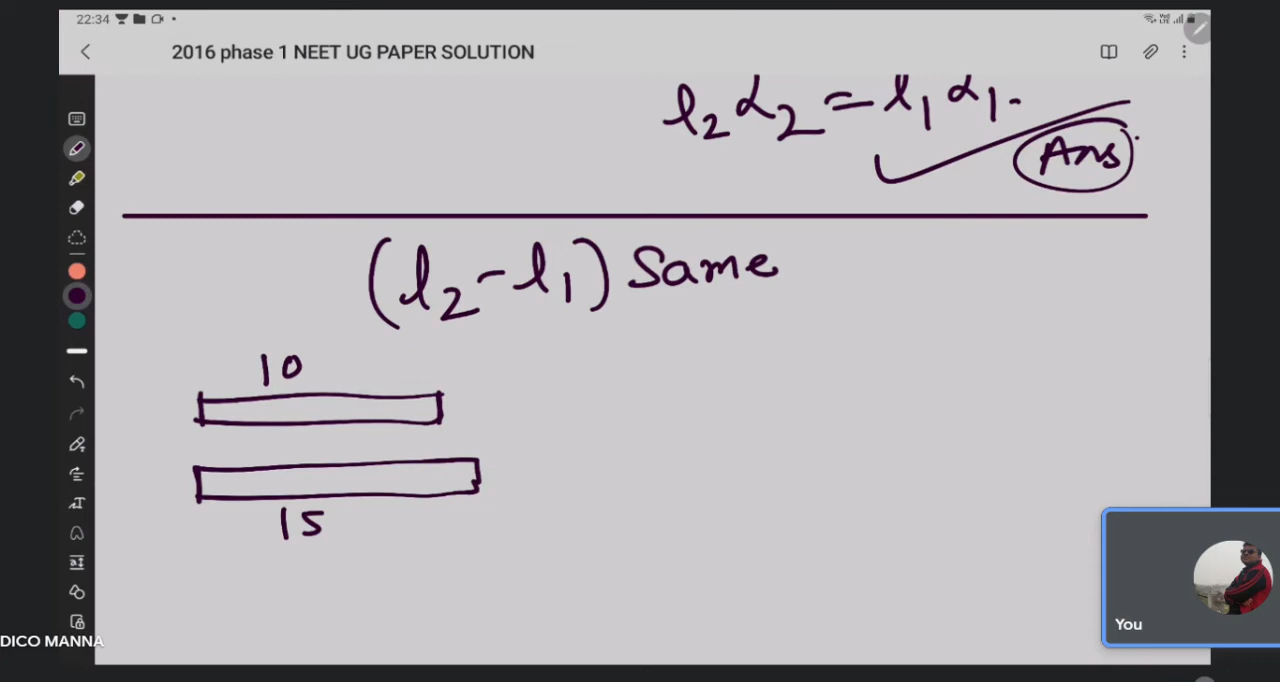 22:34
2016 phase 1 NEET UG PAPER SOLUTION
l₂α₂ = l₁α₁.
Ans
(l₂-l₁) Same
10
15
You
DICO MANNA